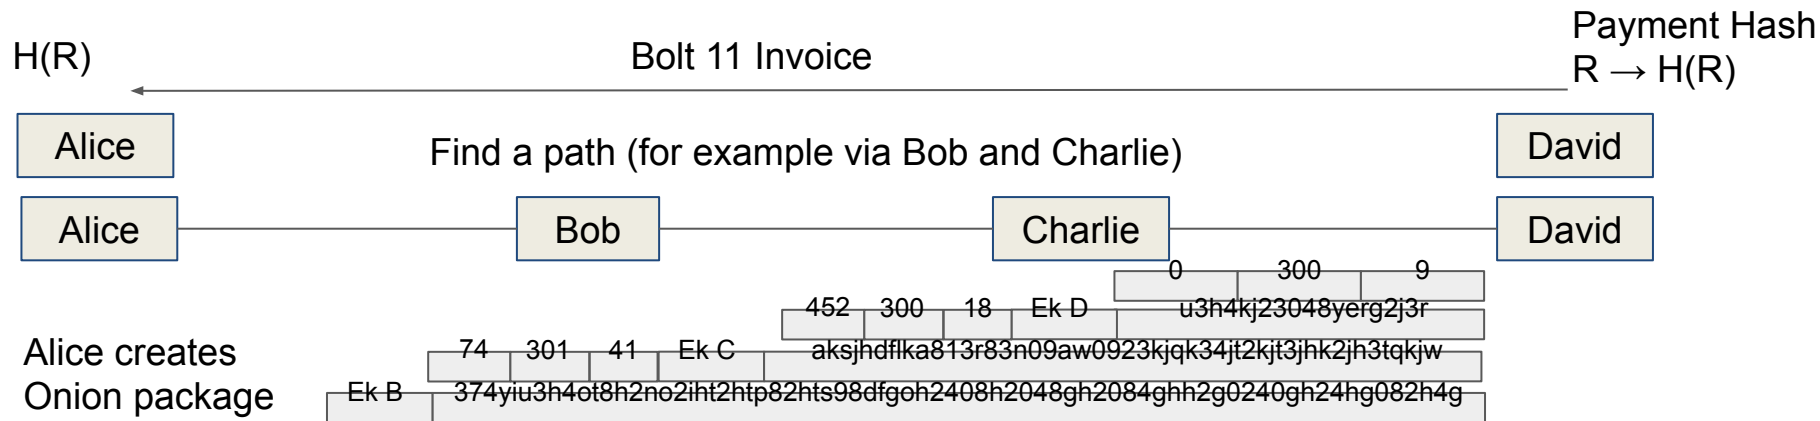 Payment Hash
H(R) Bolt 11 Invoice R → H(R)
Alice Find a path (for example via Bob and Charlie) David
Alice Bob Charlie David
0 300 9
452 300 18 Ek D u3h4kj23048yerg2j3r
Alice creates 74 301 41 Ek C aksjhdflka813r83n09aw0923kjqk34jt2kjt3jhk2jh3tqkjw
Onion package Ek B 374yiu3h4ot8h2no2iht2htp82hts98dfgoh2408h2048gh2084ghh2g0240gh24hg082h4g